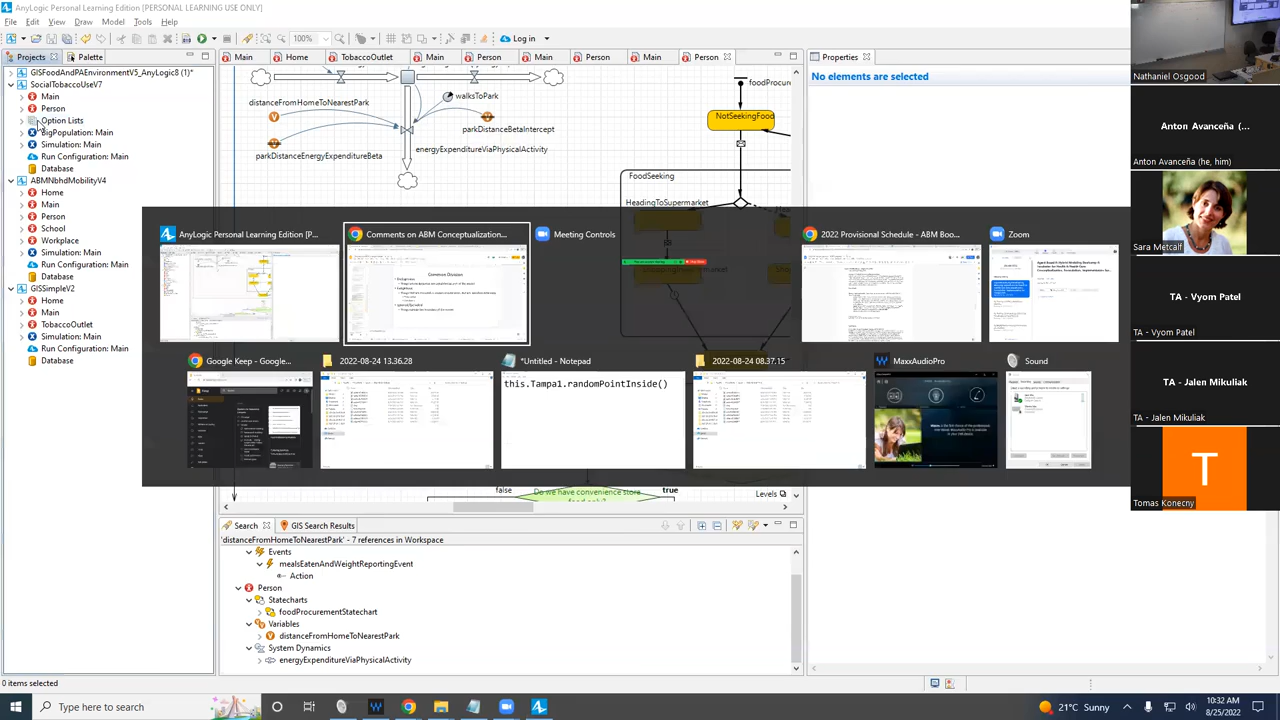 AnyLogic Personal Learning Edition [PERSONAL LEARNING USE ONLY]
File Edit View Draw Model Tools Help
100%
Log in
Projects
Palette
Main
Home
TobaccoOutlet
Main
Person
Main
Person
Main
Person
Properties
No elements are selected
GISFoodAndPAEnvironmentV5_AnyLogic8 (1)*
SocialTobaccoUseV7
Main
Person
Option Lists
BigPopulation: Main
Simulation: Main
Run Configuration: Main
Database
ABMNbhdMobilityV4
Home
Main
Person
School
Workplace
Simulation: Main
Run Configuration: Main
Database
GISSimpleV2
Home
Main
TobaccoOutlet
Simulation: Main
Run Configuration: Main
Database
distanceFromHomeToNearestPark
walksToPark
parkDistanceBetaIntercept
parkDistanceEnergyExpenditureBeta
energyExpenditureViaPhysicalActivity
foodProcure
NotSeekingFood
FoodSeeking
HeadingToSupermarket
AnyLogic Personal Learning Edition [P...
Comments on ABM Conceptualization...
Meeting Controls
2022 Provisional Schedule - ABM Boo...
Zoom
Common Division
Google Keep - Google...
2022-08-24 13.36.28
*Untitled - Notepad
2022-08-24 08.37.15
MaxxAudioPro
Sound
this.Tampa1.randomPointInside()
false
Do we have convenience store
food only?
true
Levels
Search
GIS Search Results
'distanceFromHomeToNearestPark' - 7 references in Workspace
Events
mealsEatenAndWeightReportingEvent
Action
Person
Statecharts
foodProcurementStatechart
Variables
distanceFromHomeToNearestPark
System Dynamics
energyExpenditureViaPhysicalActivity
0 items selected
Nathaniel Osgood
Anton Avanceña (...
Anton Avanceña (he, him)
Sara Metcalf
TA - Vyom Patel
TA - Vyom Patel
TA - Jalen Mikuliak
TA - Jalen Mikuliak
T
Tomas Konecny
Type here to search
21°C Sunny
10:32 AM
8/25/2022